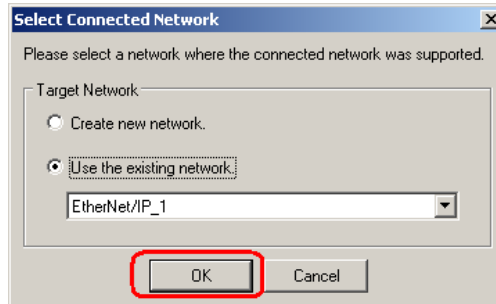 Select Connected Network
Please select a network where the connected network was supported.
Target Network
Create new network.
Use the existing network.
EtherNet/IP_1
OK
Cancel